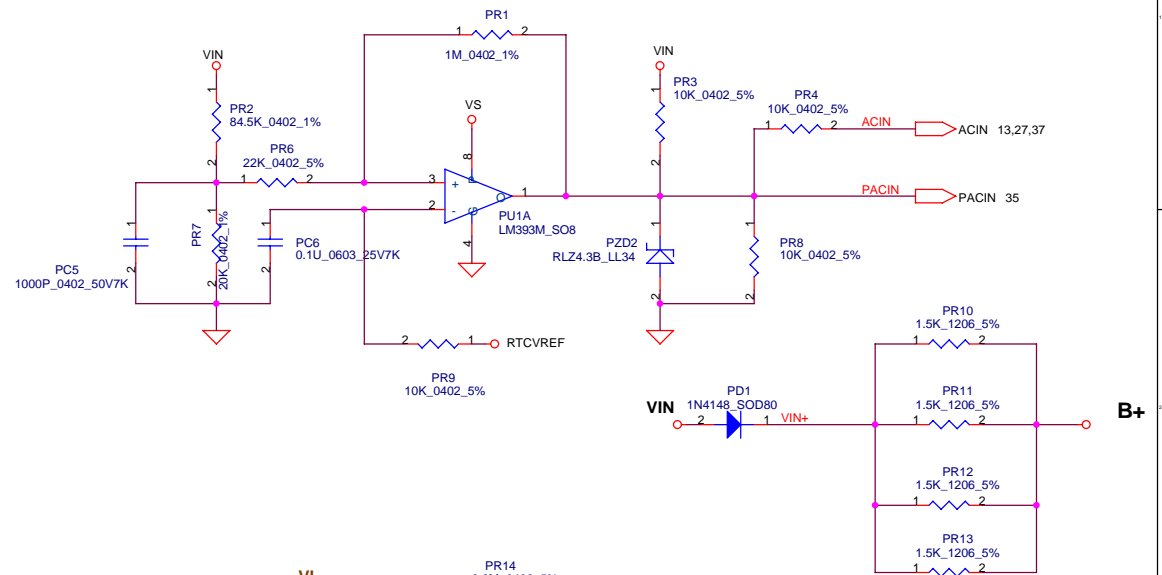 PR1
1 2
1M_0402_1%
VIN
1
PR2
84.5K_0402_1%
2
PR6
22K_0402_5%
1 2
VS
8
3
+
P
O
1
2
-
G
4
PU1A
LM393M_SO8
VIN
1
PR3
10K_0402_5%
2
PR4
10K_0402_5%
1 2
ACIN
ACIN 13,27,37
PACIN
PACIN 35
1
PC5
1000P_0402_50V7K
2
1
PR7
20K_0402_1%
2
1
PC6
0.1U_0603_25V7K
2
1
PZD2
RLZ4.3B_LL34
2
1
PR8
10K_0402_5%
2
2 1
RTCVREF
PR9
10K_0402_5%
VIN
2
PD1
1N4148_SOD80
1
VIN+
PR10
1.5K_1206_5%
1 2
PR11
1.5K_1206_5%
1 2
B+
PR12
1.5K_1206_5%
1 2
PR13
1.5K_1206_5%
1 2
PR14